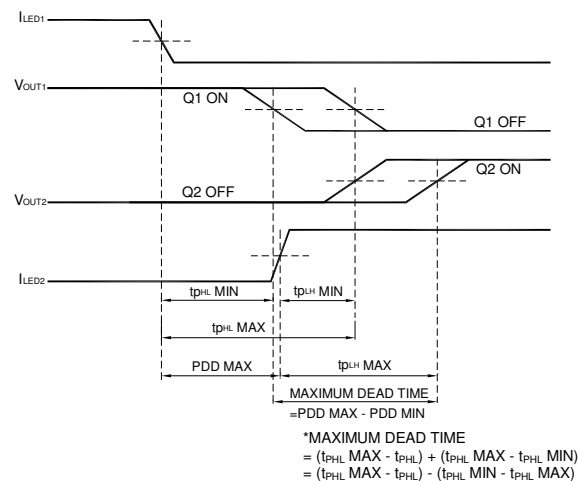 ILED1
VOUT1
Q1 ON
Q1 OFF
Q2 OFF
Q2 ON
VOUT2
ILED2
tpHL MIN
tpLH MIN
tpHL MAX
PDD MAX
tpLH MAX
MAXIMUM DEAD TIME
=PDD MAX - PDD MIN
*MAXIMUM DEAD TIME
= (tPHL MAX - tPHL) + (tPHL MAX - tPHL MIN)
= (tPHL MAX - tPHL) - (tPHL MIN - tPHL MAX)